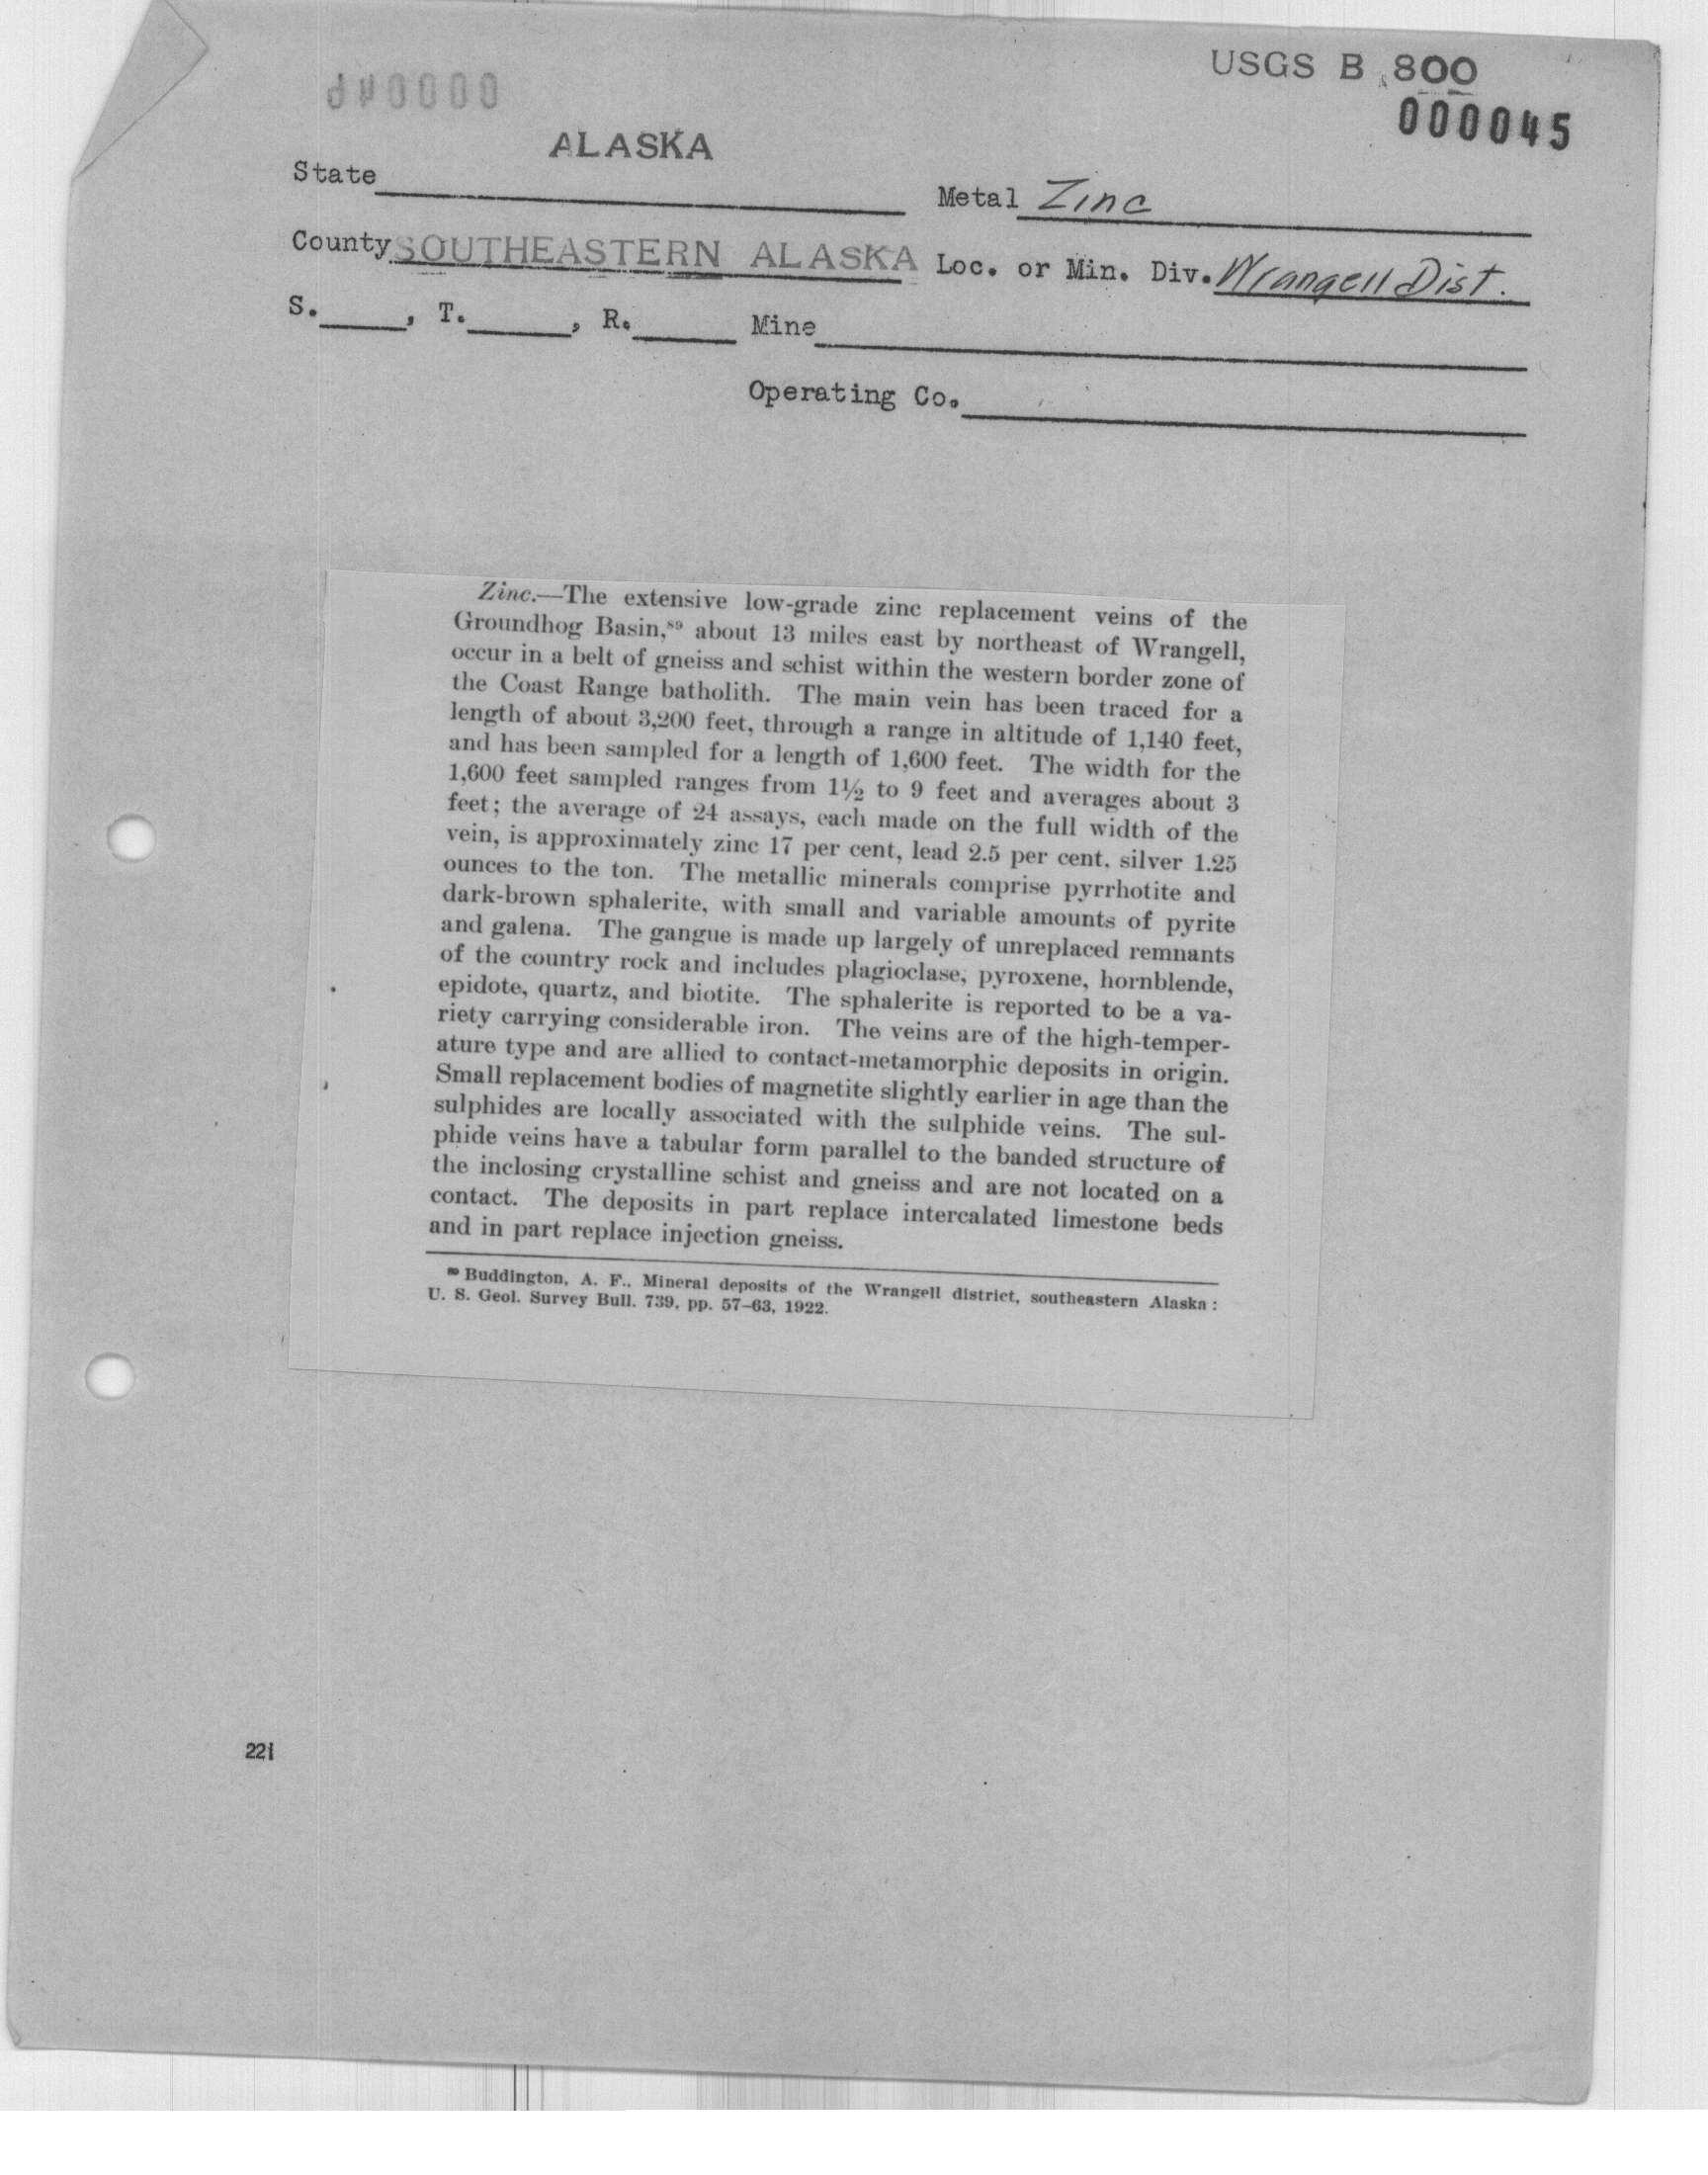 USGS B 800
000045
ALASKA
State
Metal Zinc
County SOUTHEASTERN ALASKA Loc. or Min. Div. Wrangell Dist.
S. , T. , R. Mine
Operating Co.
Zinc.—The extensive low-grade zinc replacement veins of the
Groundhog Basin,⁸⁹ about 13 miles east by northeast of Wrangell,
occur in a belt of gneiss and schist within the western border zone of
the Coast Range batholith. The main vein has been traced for a
length of about 3,200 feet, through a range in altitude of 1,140 feet,
and has been sampled for a length of 1,600 feet. The width for the
1,600 feet sampled ranges from 1½ to 9 feet and averages about 3
feet; the average of 24 assays, each made on the full width of the
vein, is approximately zinc 17 per cent, lead 2.5 per cent, silver 1.25
ounces to the ton. The metallic minerals comprise pyrrhotite and
dark-brown sphalerite, with small and variable amounts of pyrite
and galena. The gangue is made up largely of unreplaced remnants
of the country rock and includes plagioclase, pyroxene, hornblende,
epidote, quartz, and biotite. The sphalerite is reported to be a va-
riety carrying considerable iron. The veins are of the high-temper-
ature type and are allied to contact-metamorphic deposits in origin.
Small replacement bodies of magnetite slightly earlier in age than the
sulphides are locally associated with the sulphide veins. The sul-
phide veins have a tabular form parallel to the banded structure of
the inclosing crystalline schist and gneiss and are not located on a
contact. The deposits in part replace intercalated limestone beds
and in part replace injection gneiss.
⁸⁹ Buddington, A. F., Mineral deposits of the Wrangell district, southeastern Alaska:
U. S. Geol. Survey Bull. 739, pp. 57–63, 1922.
221